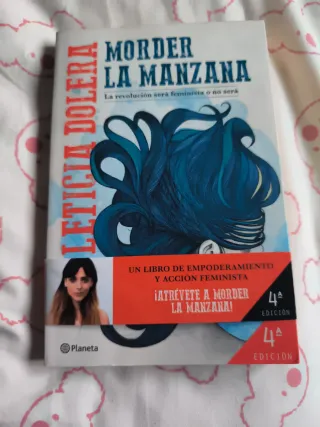 MORDER
LA MANZANA
La revolución será feminista o no será
LETICIA DOLERA
UN LIBRO DE EMPODERAMIENTO
Y ACCIÓN FEMINISTA
¡ATRÉVETE A MORDER
LA MANZANA!
4ª
EDICIÓN
4ª
EDICIÓN
Planeta